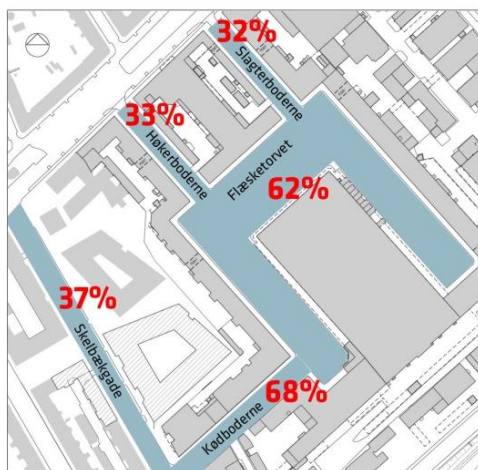 32%
Slagterboderne
33%
Høkerboderne
Flæsketorvet
62%
37%
Skelbækgade
68%
Kødboderne